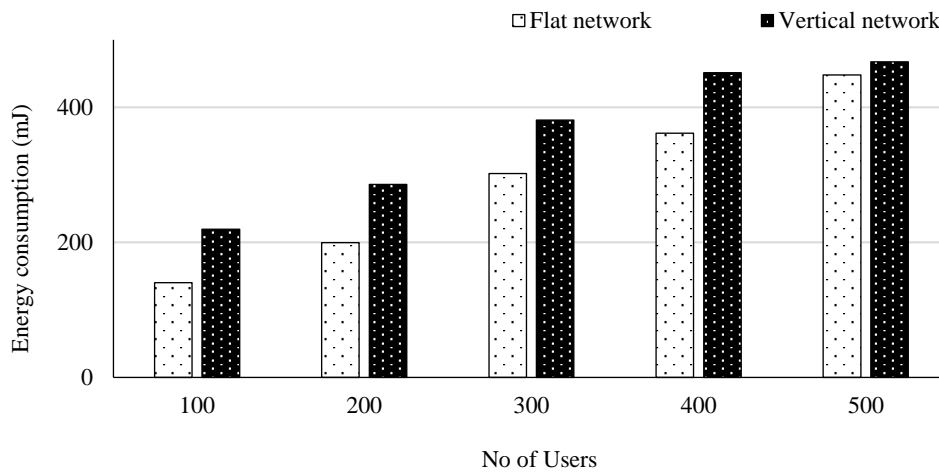 Flat network Vertical network
Energy consumption (mJ)
400
200
0
100 200 300 400 500
No of Users